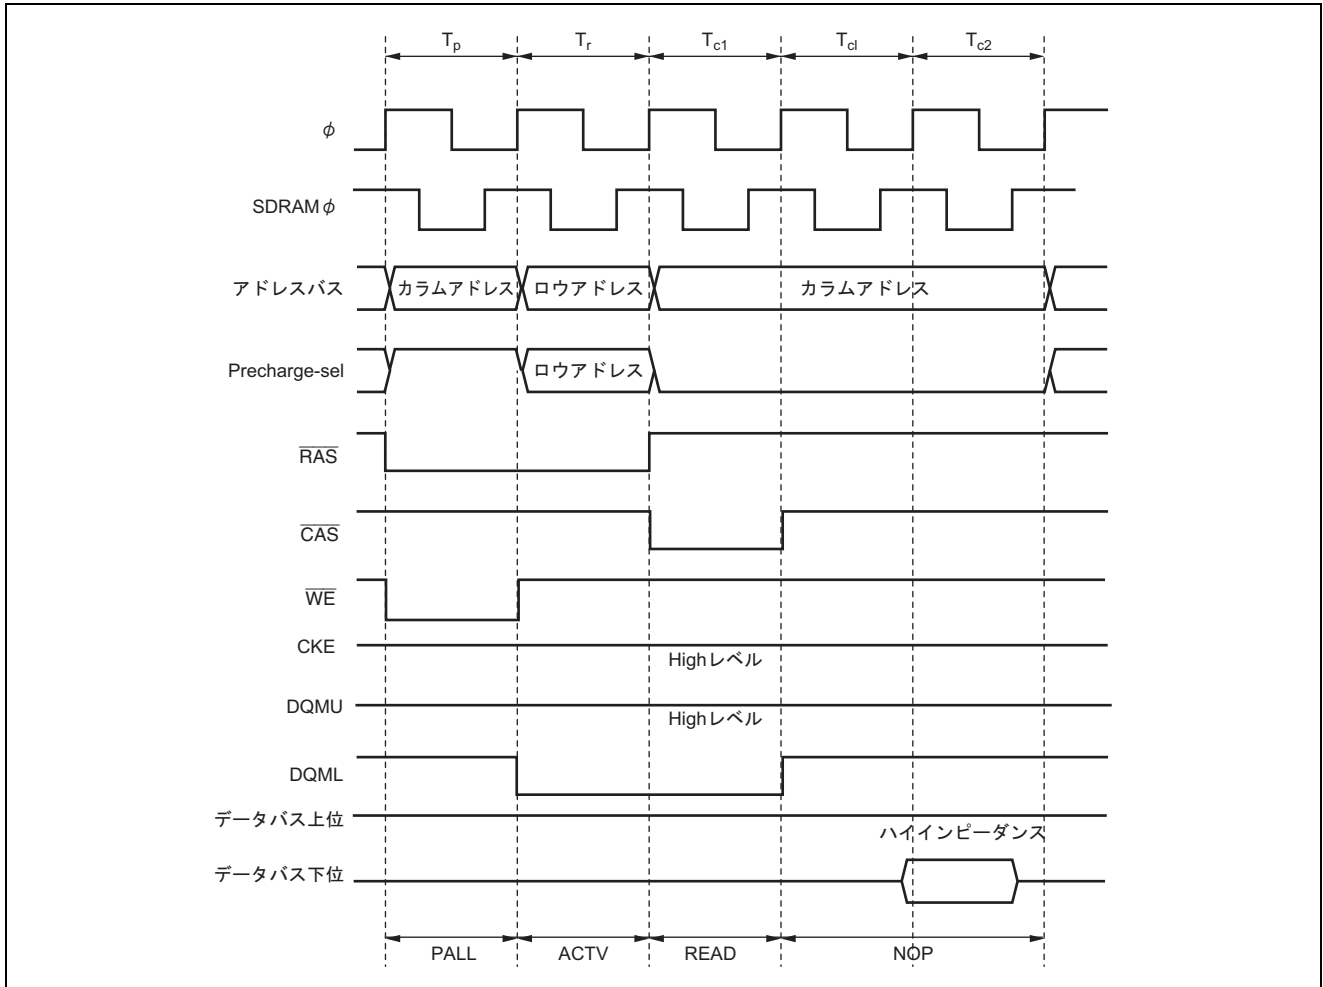 Tp Tr Tc1 Tcl Tc2
φ
SDRAMφ
アドレスバス カラムアドレス ロウアドレス カラムアドレス
Precharge-sel ロウアドレス
RAS
CAS
WE
CKE
Highレベル
DQMU
Highレベル
DQML
データバス上位
ハイインピーダンス
データバス下位
PALL ACTV READ NOP